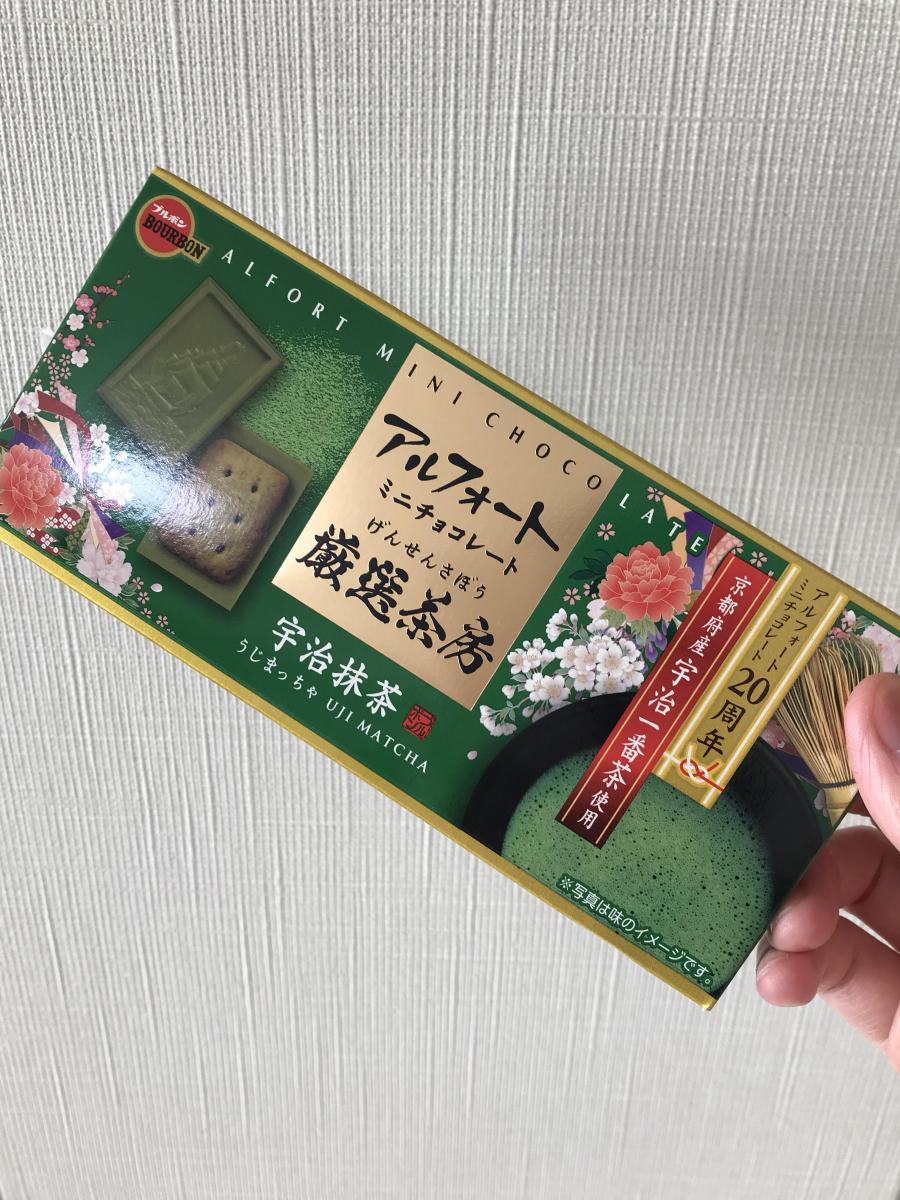 ブルボン
BOURBON
ALFORT MINI CHOCOLATE
アルフォート
ミニチョコレート
げんせんさぼう
厳選茶房
宇治抹茶
うじまっちゃ UJI MATCHA
ブルボン
京都府産宇治一番茶使用
アルフォート
ミニチョコレート
20周年
※写真は味のイメージです。